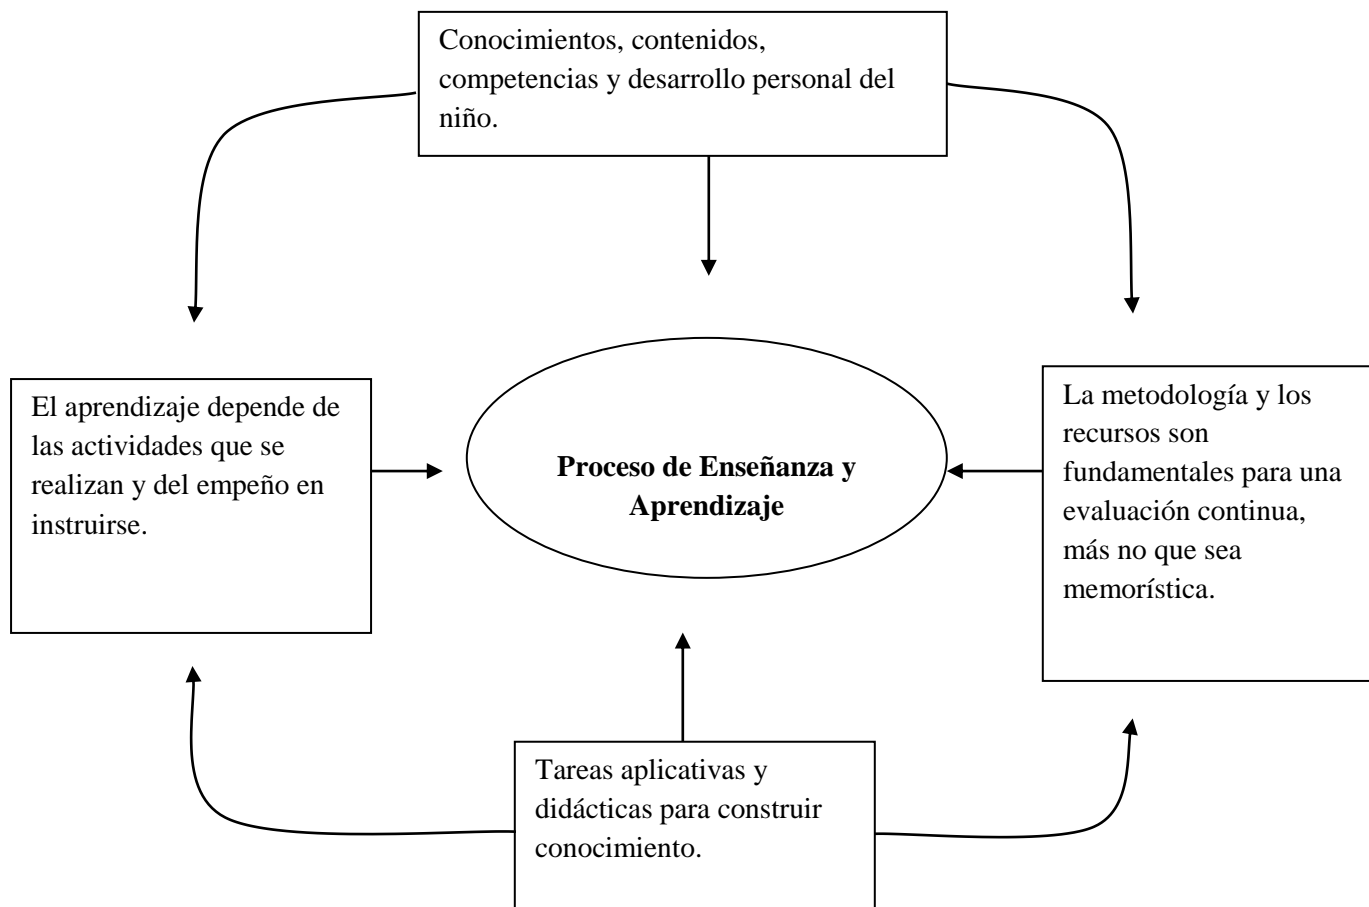 Conocimientos, contenidos,
competencias y desarrollo personal del
niño.
El aprendizaje depende de
las actividades que se
realizan y del empeño en
instruirse.
Proceso de Enseñanza y
Aprendizaje
La metodología y los
recursos son
fundamentales para una
evaluación continua,
más no que sea
memorística.
Tareas aplicativas y
didácticas para construir
conocimiento.